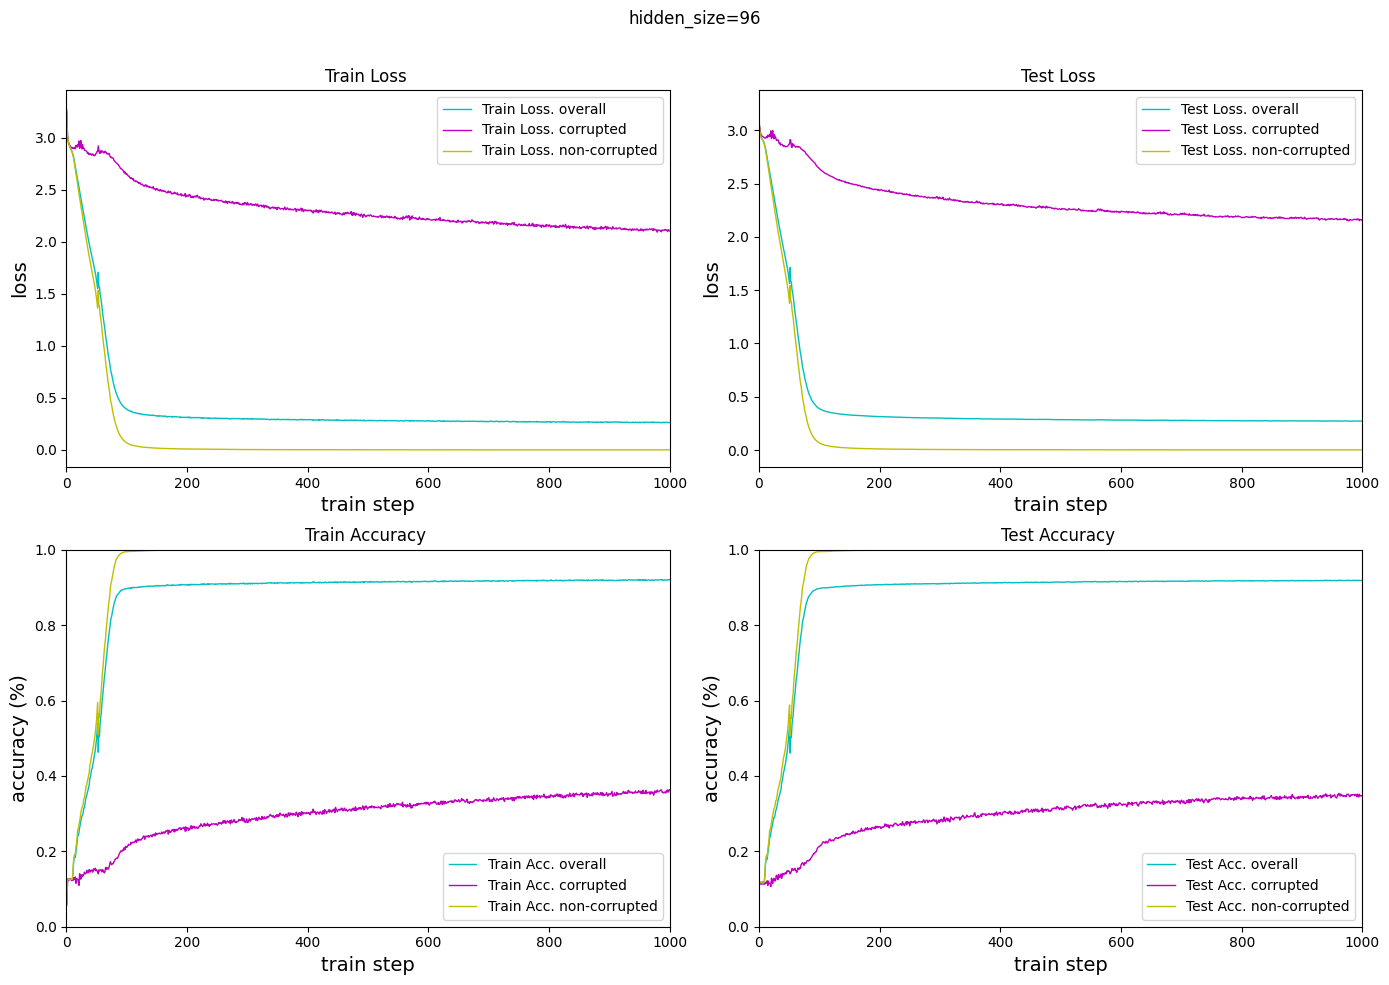 hidden_size=96
Train Loss
Train Loss. overall
Train Loss. corrupted
Train Loss. non-corrupted
3.0
2.5
2.0
1.5
1.0
0.5
0.0
loss
0 200 400 600 800 1000
train step
Test Loss
Test Loss. overall
Test Loss. corrupted
Test Loss. non-corrupted
3.0
2.5
2.0
1.5
1.0
0.5
0.0
loss
0 200 400 600 800 1000
train step
Train Accuracy
1.0
0.8
0.6
0.4
0.2
0.0
accuracy (%)
Train Acc. overall
Train Acc. corrupted
Train Acc. non-corrupted
0 200 400 600 800 1000
train step
Test Accuracy
1.0
0.8
0.6
0.4
0.2
0.0
accuracy (%)
Test Acc. overall
Test Acc. corrupted
Test Acc. non-corrupted
0 200 400 600 800 1000
train step